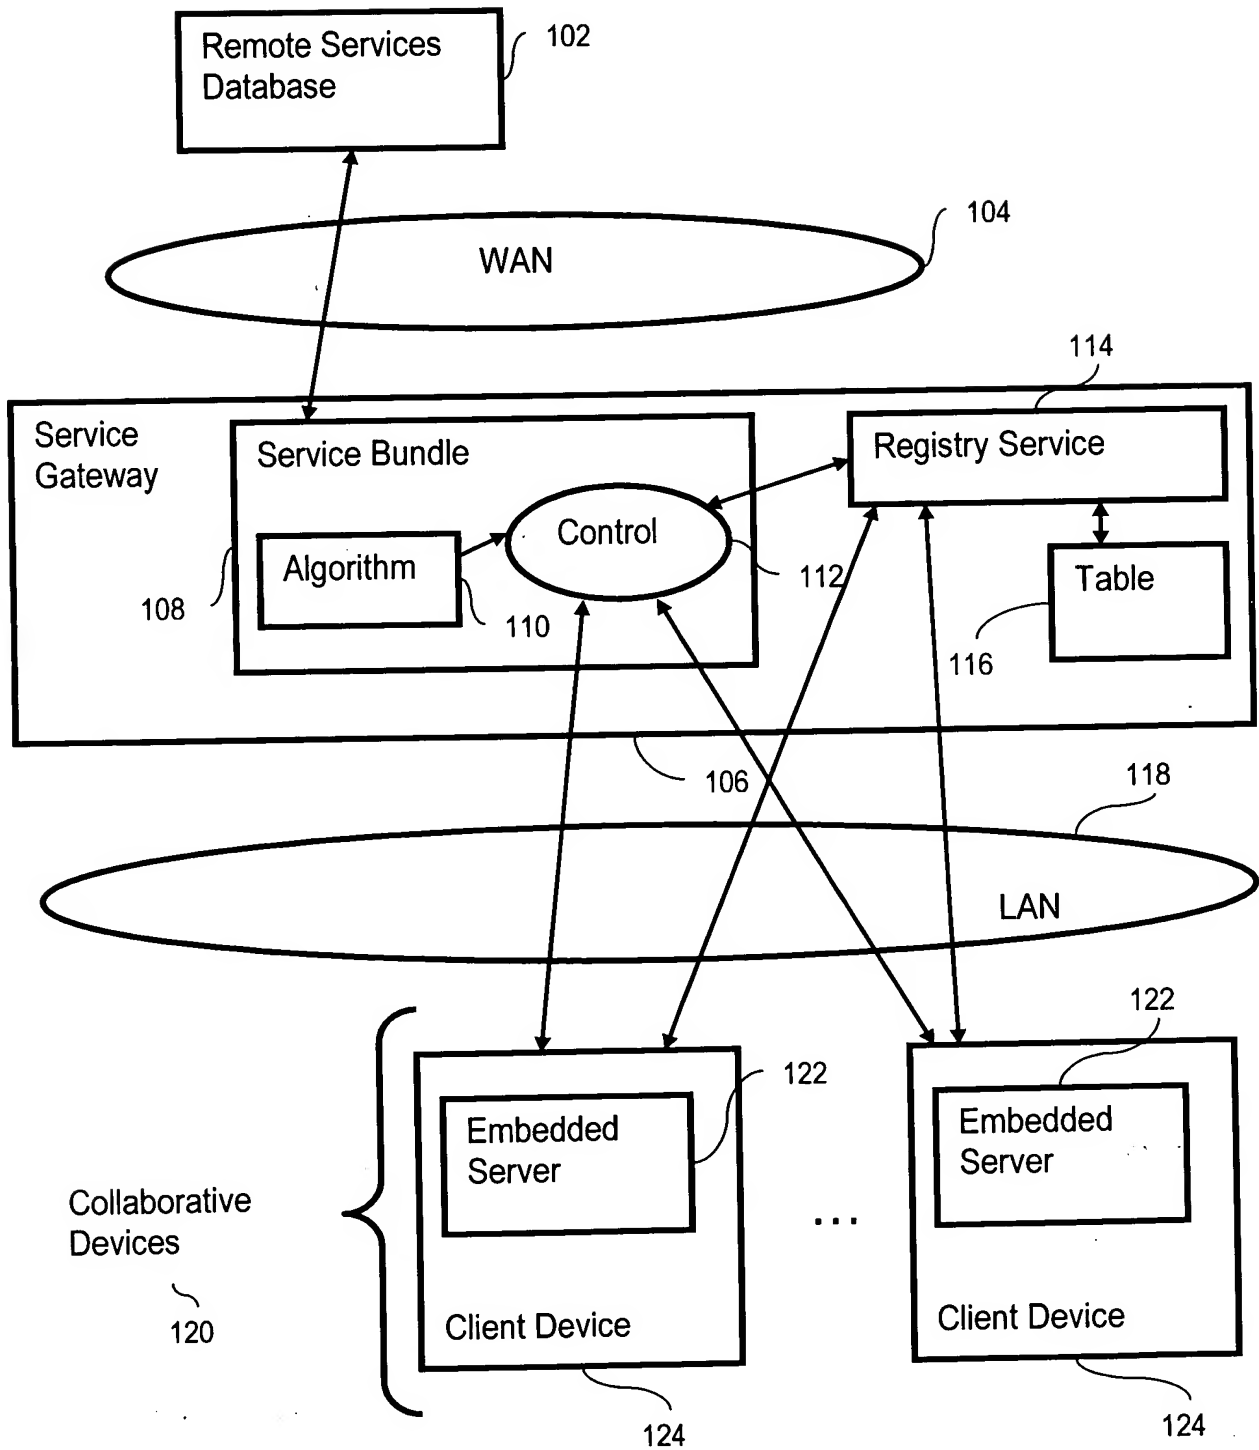 Remote Services
Database
102
104
WAN
114
Service
Gateway
Service Bundle
Registry Service
Control
Algorithm
112
Table
108
110
116
106
118
LAN
122
122
Embedded
Server
Embedded
Server
Collaborative
Devices
...
120
Client Device
Client Device
124
124